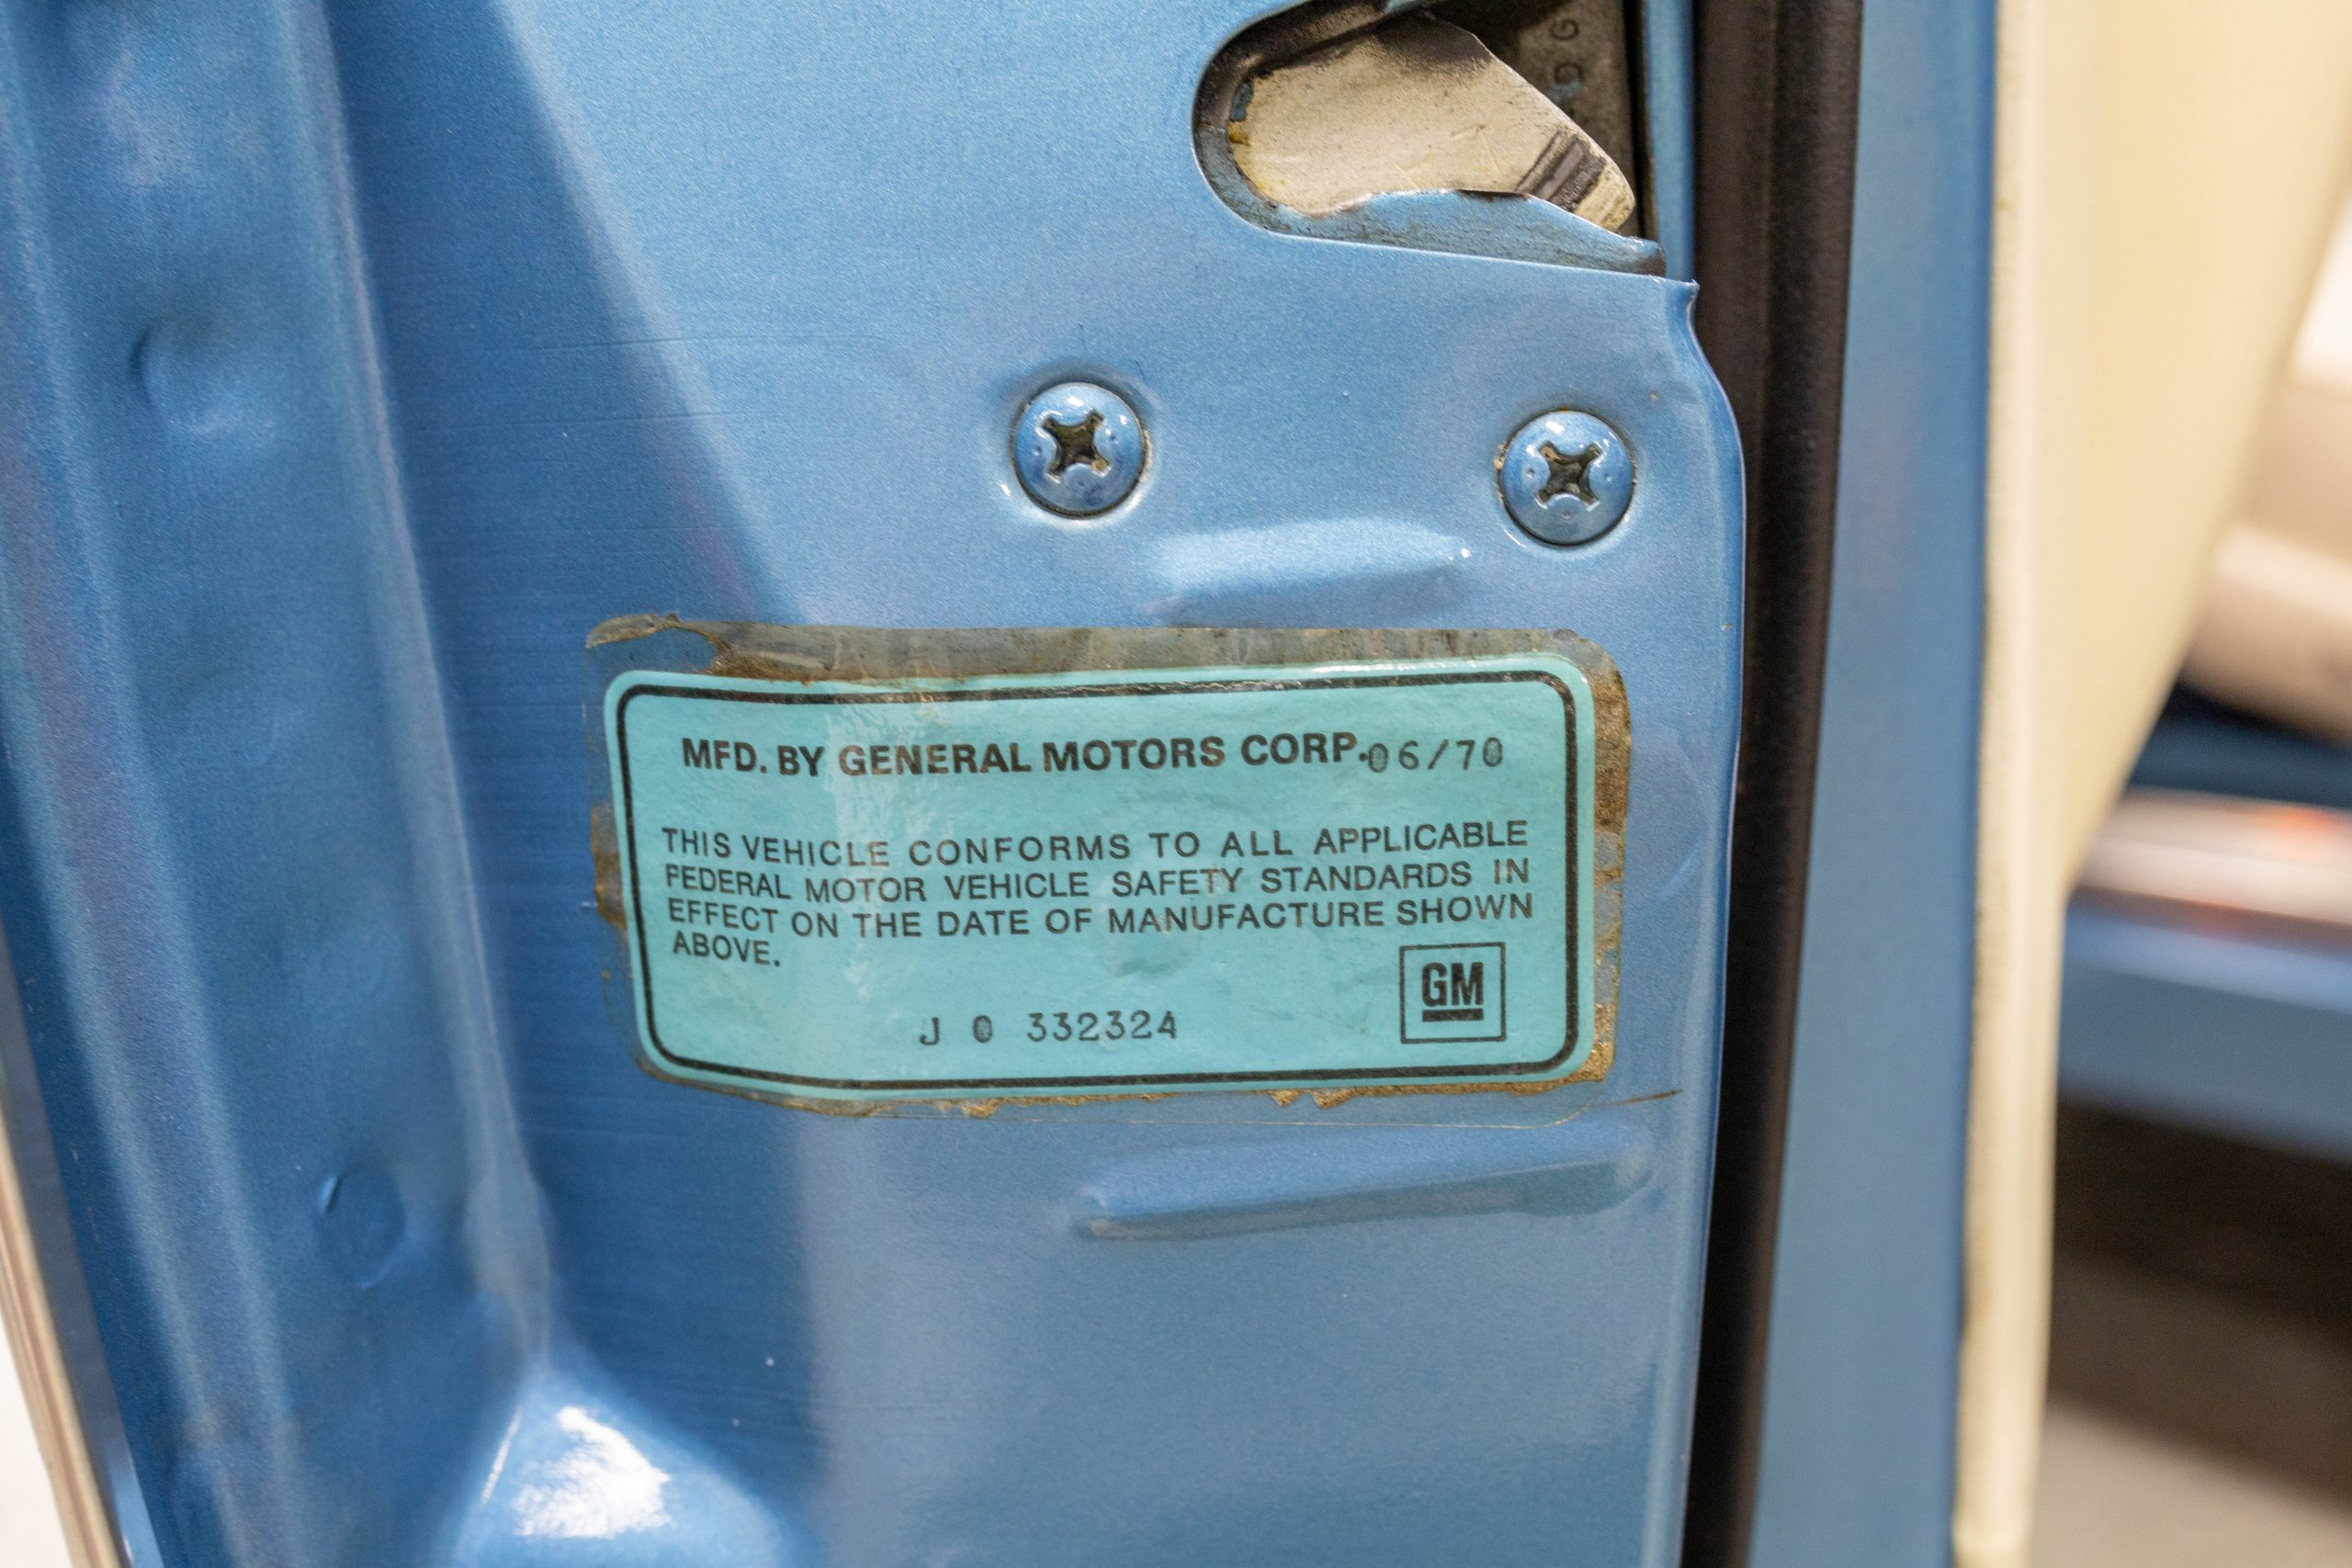 DG
MFD. BY GENERAL MOTORS CORP. 06/70
THIS VEHICLE CONFORMS TO ALL APPLICABLE
FEDERAL MOTOR VEHICLE SAFETY STANDARDS IN
EFFECT ON THE DATE OF MANUFACTURE SHOWN
ABOVE.
J 0 332324
GM